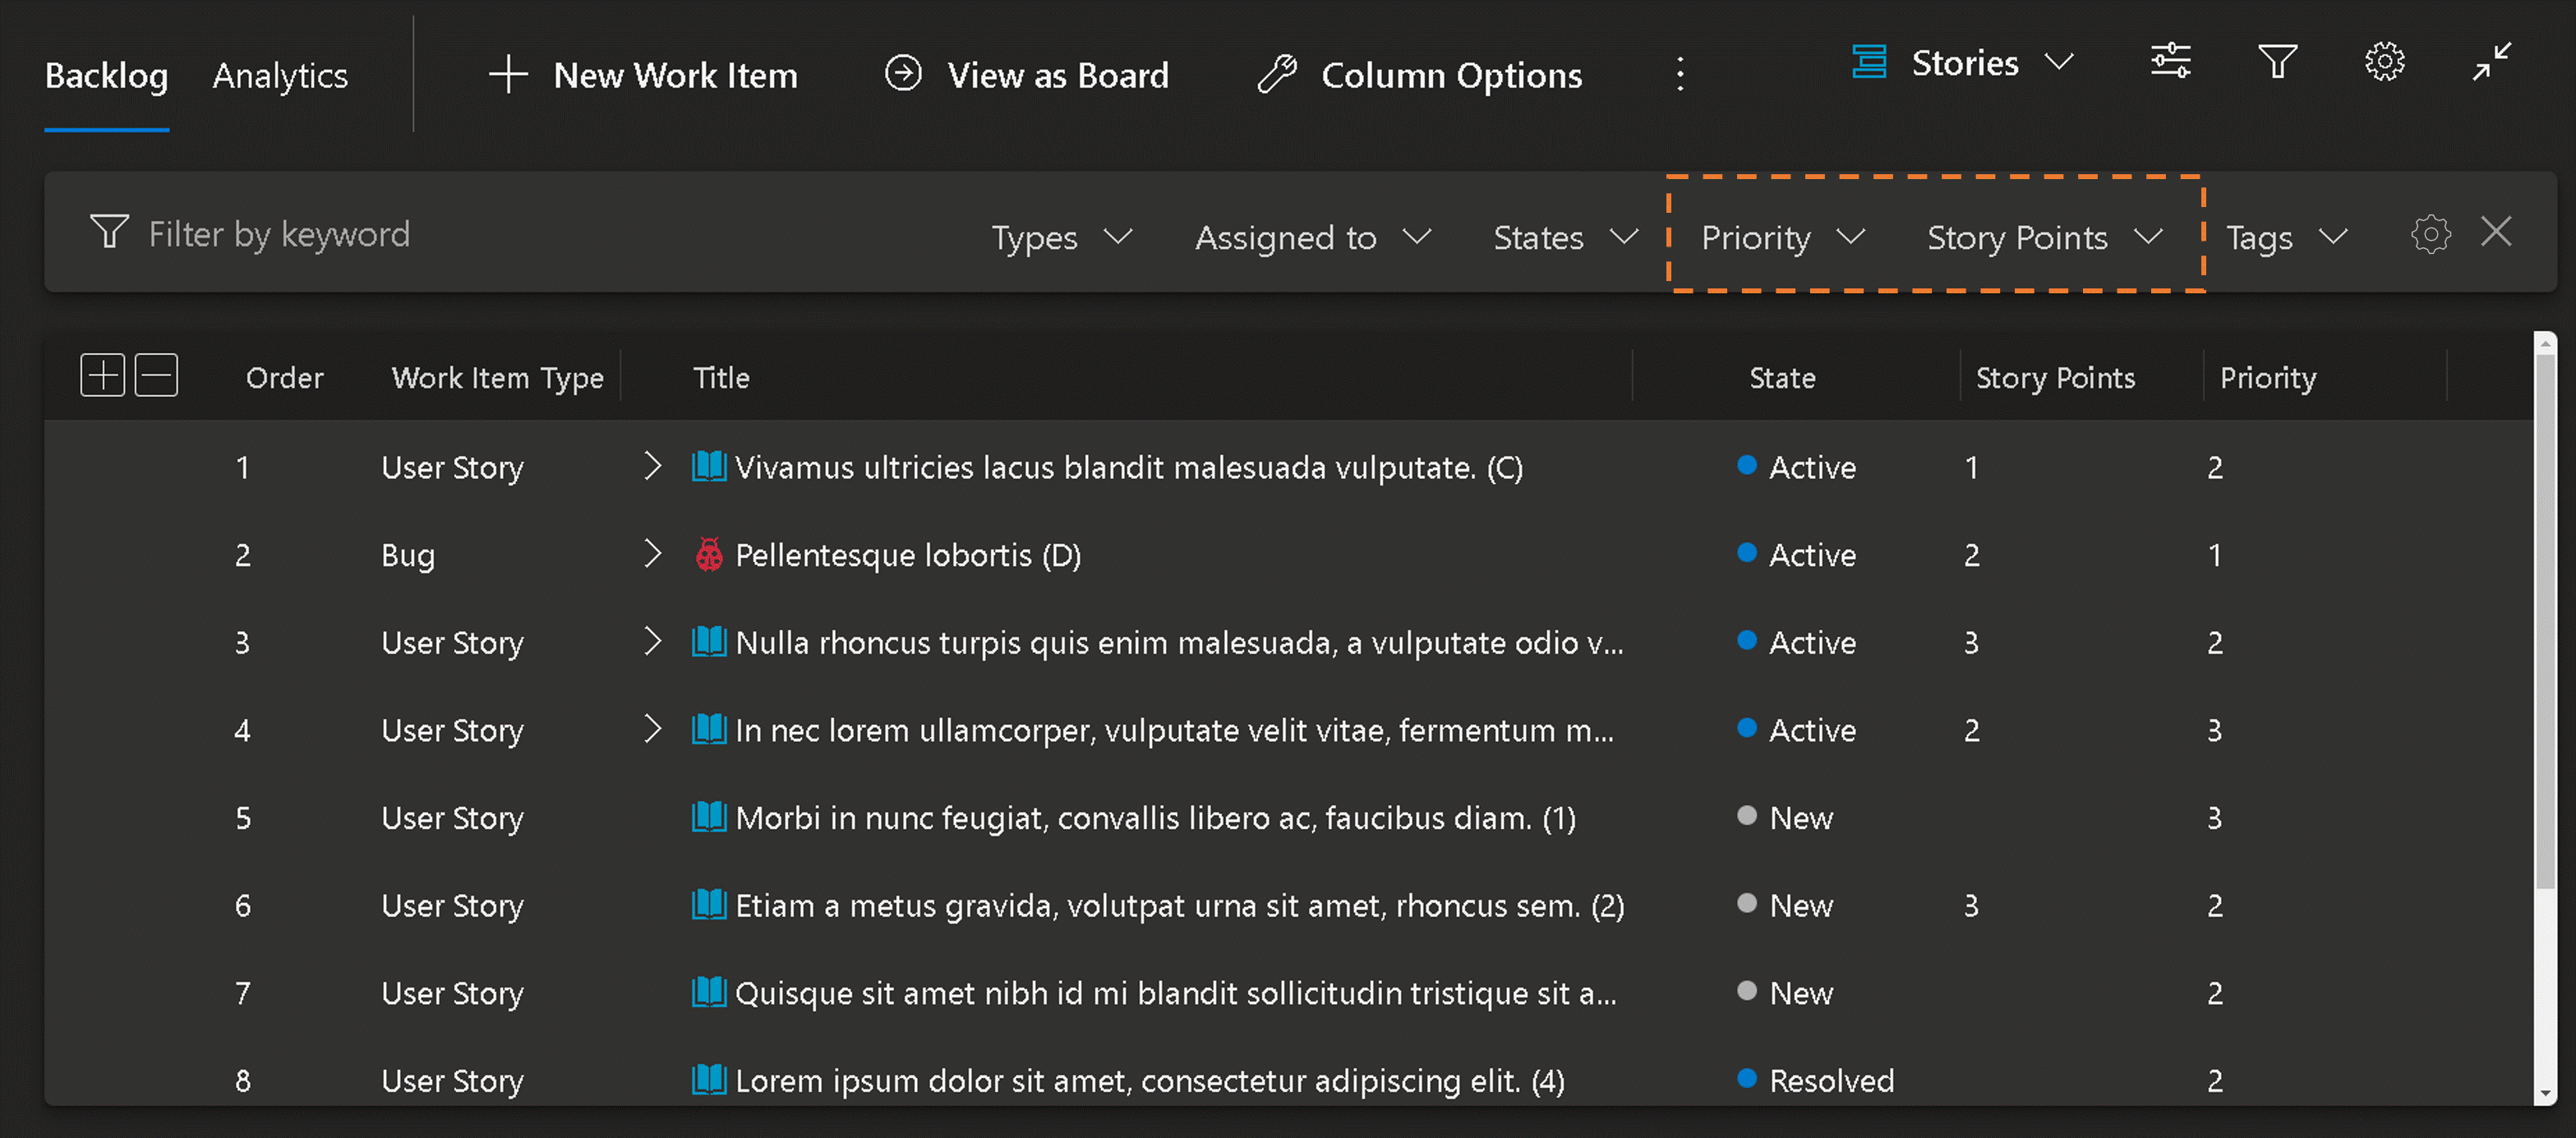 Backlog Analytics New Work Item View as Board Column Options Stories
Filter by keyword Types Assigned to States Priority Story Points Tags
Order Work Item Type Title State Story Points Priority
1 User Story Vivamus ultricies lacus blandit malesuada vulputate. (C) Active 1 2
2 Bug Pellentesque lobortis (D) Active 2 1
3 User Story Nulla rhoncus turpis quis enim malesuada, a vulputate odio v... Active 3 2
4 User Story In nec lorem ullamcorper, vulputate velit vitae, fermentum m... Active 2 3
5 User Story Morbi in nunc feugiat, convallis libero ac, faucibus diam. (1) New 3
6 User Story Etiam a metus gravida, volutpat urna sit amet, rhoncus sem. (2) New 3 2
7 User Story Quisque sit amet nibh id mi blandit sollicitudin tristique sit a... New 2
8 User Story Lorem ipsum dolor sit amet, consectetur adipiscing elit. (4) Resolved 2